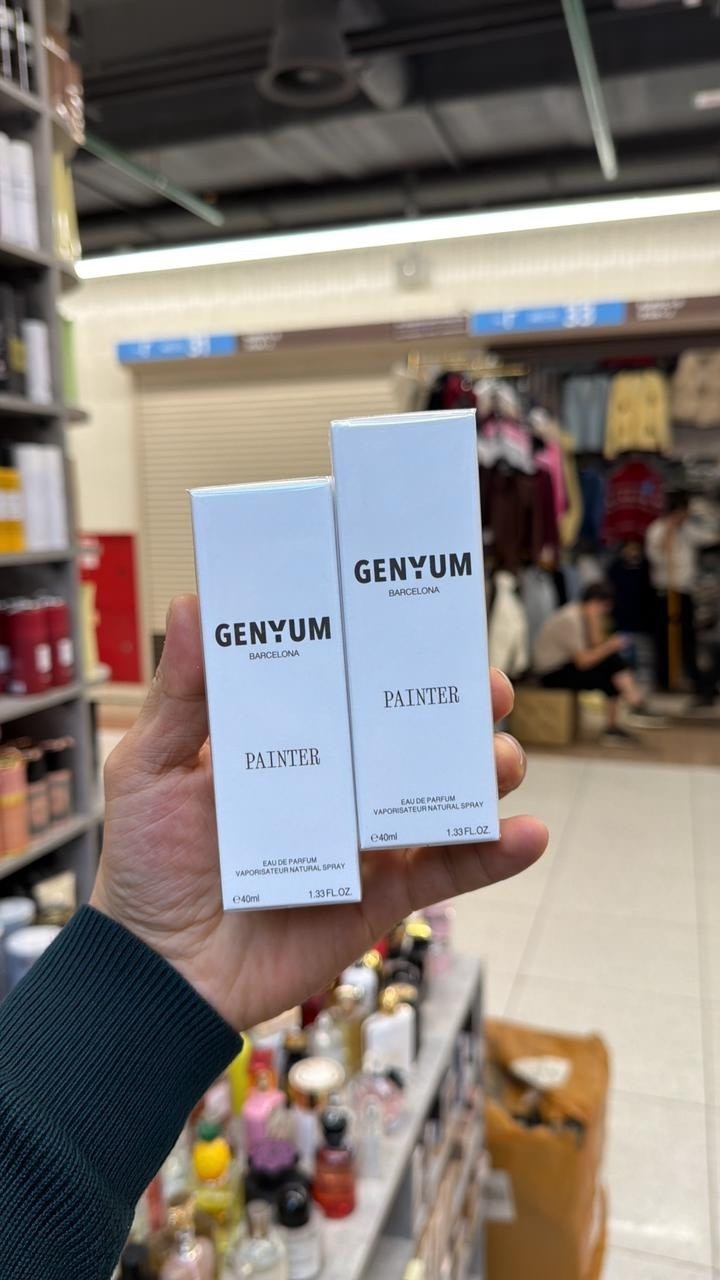 GENYUM
BARCELONA
PAINTER
EAU DE PARFUM
VAPORISATEUR NATURAL SPRAY
℮40ml 1.33 FL.OZ.
GENYUM
BARCELONA
PAINTER
EAU DE PARFUM
VAPORISATEUR NATURAL SPRAY
℮40ml 1.33 FL.OZ.